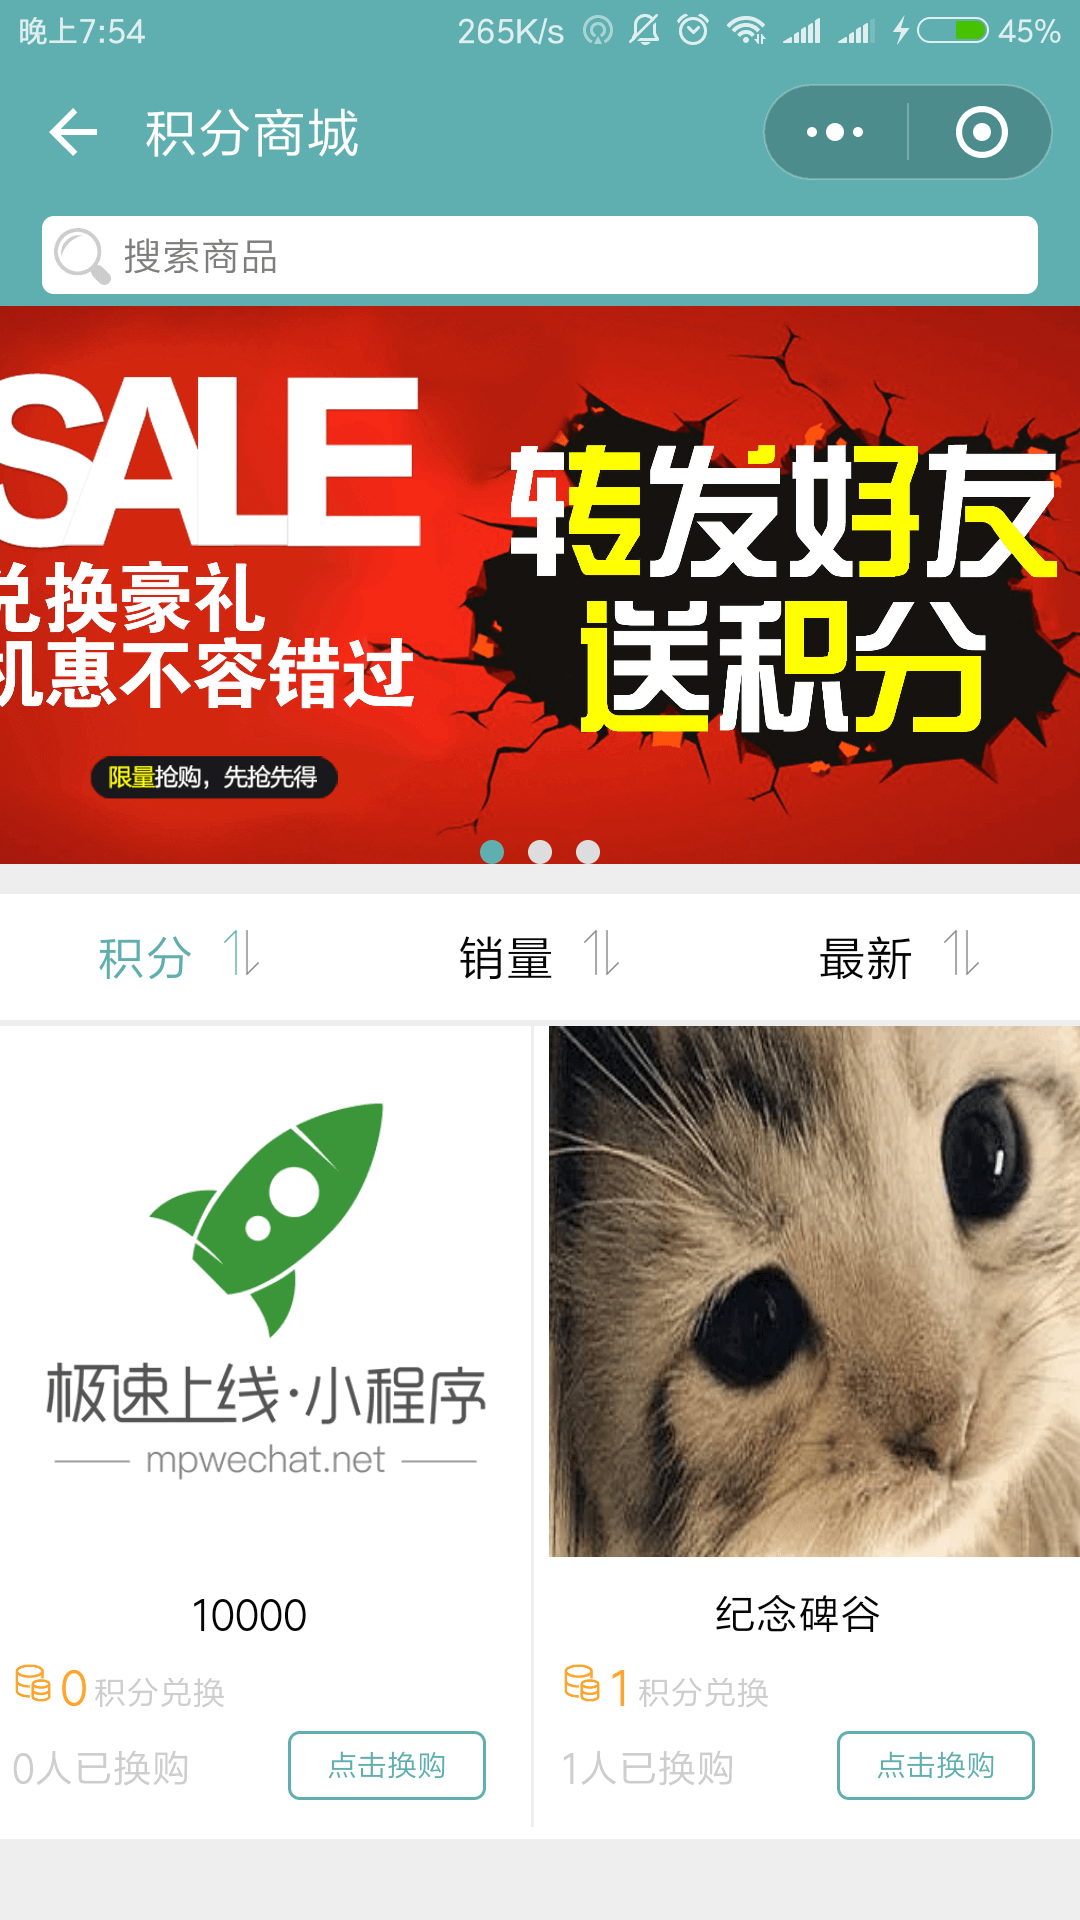 晚上7:54 265K/s 45%
积分商城
搜索商品
SALE
兑换豪礼
机惠不容错过
限量抢购，先抢先得
转发好友
送积分
积分 销量 最新
极速上线·小程序
mpwechat.net
10000
0积分兑换
0人已换购 点击换购
纪念碑谷
1积分兑换
1人已换购 点击换购